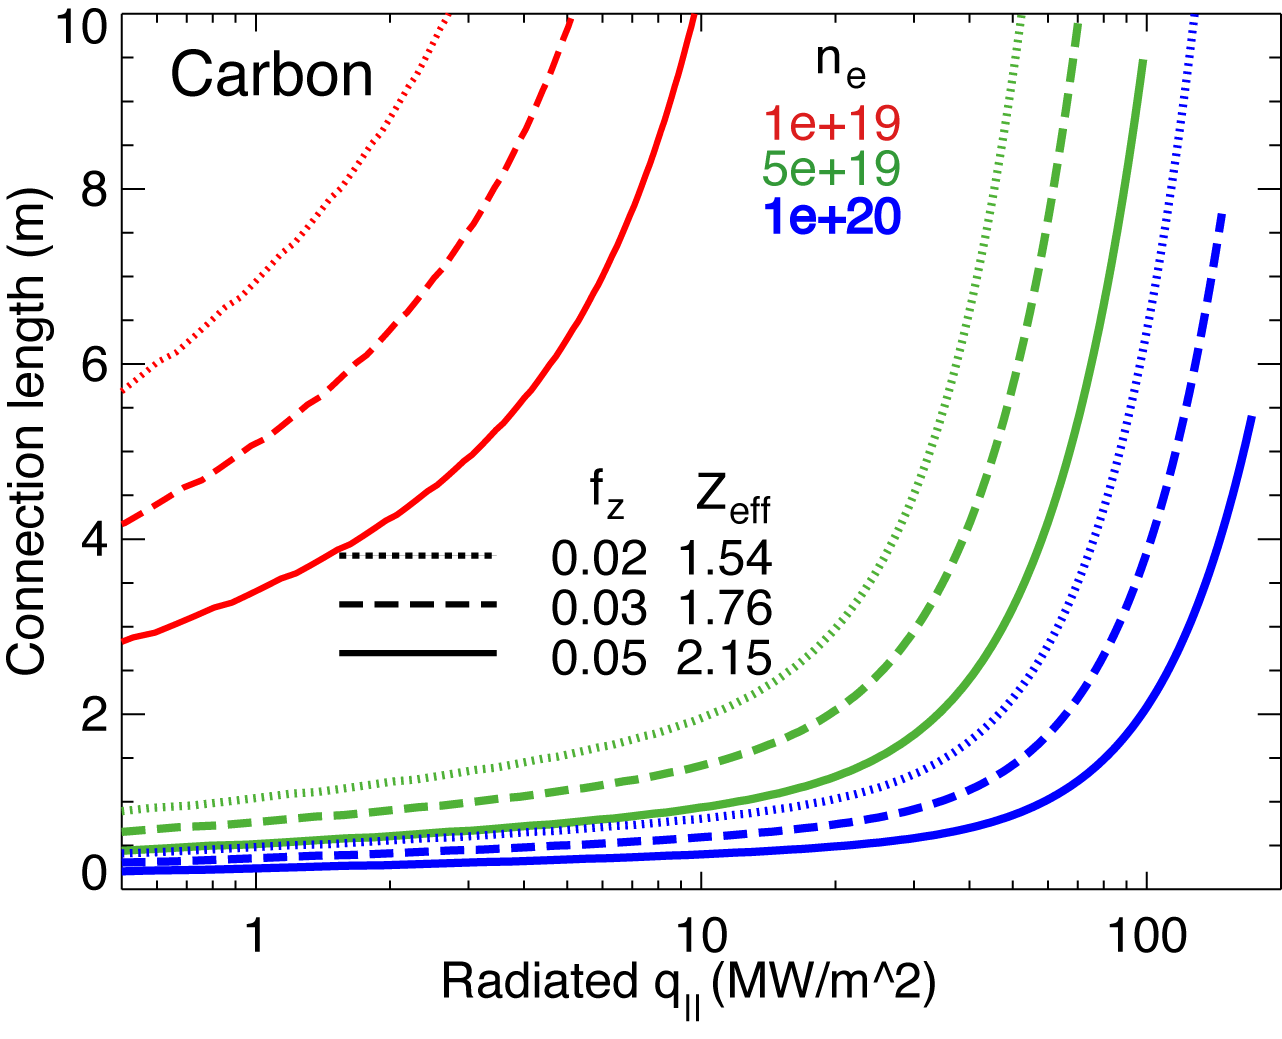 10
8
6
4
2
0
Connection length (m)
Carbon
n_e
1e+19
5e+19
1e+20
f_z Z_eff
0.02 1.54
0.03 1.76
0.05 2.15
1 10 100
Radiated q_|| (MW/m^2)